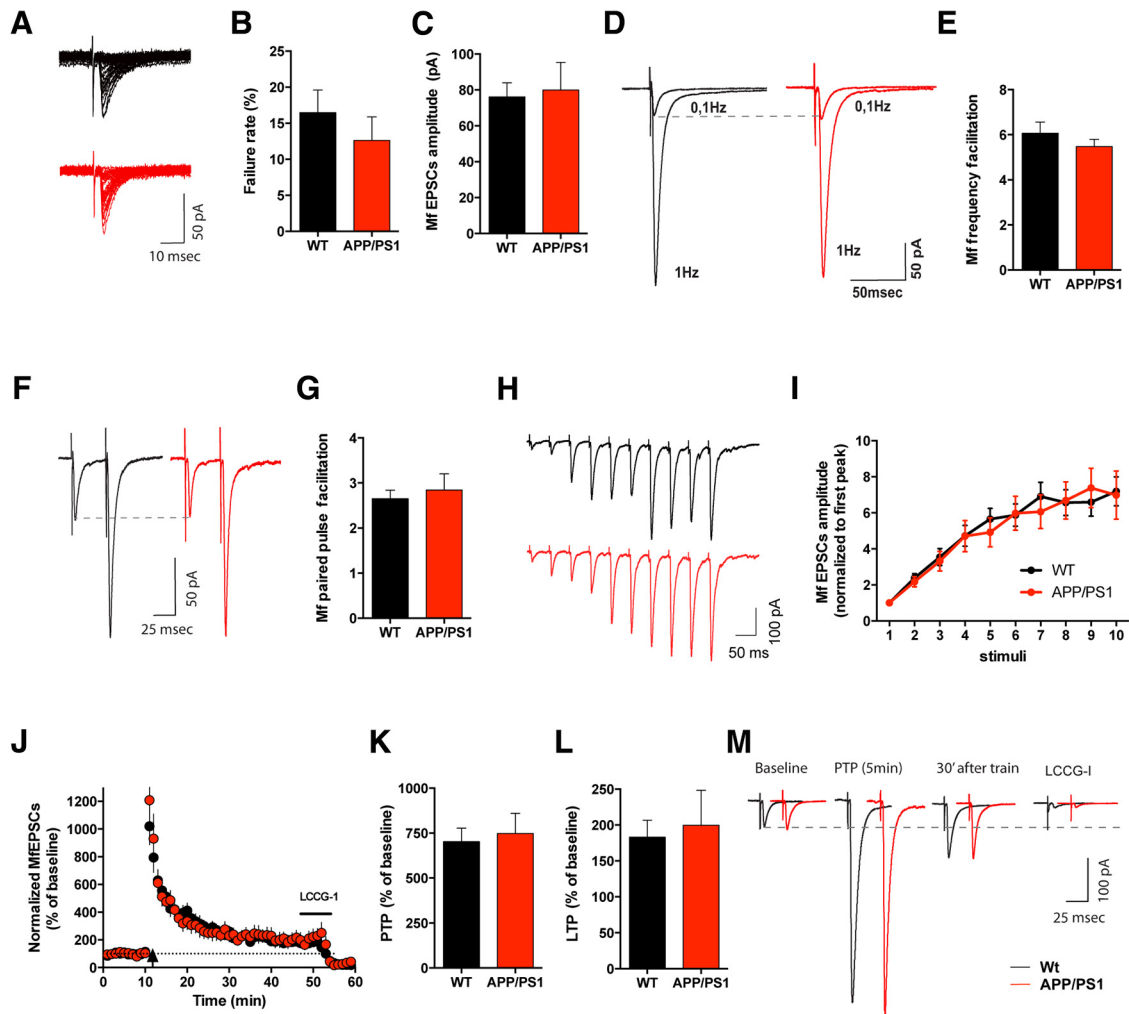 A
50 pA
10 msec
B
Failure rate (%)
25
20
15
10
5
0
WT
APP/PS1
C
Mf EPSCs amplitude (pA)
100
80
60
40
20
0
WT
APP/PS1
D
0,1Hz
0,1Hz
1Hz
1Hz
50 pA
50msec
E
Mf frequency facilitation
8
6
4
2
0
WT
APP/PS1
F
50 pA
25 msec
G
Mf paired pulse facilitation
4
3
2
1
0
WT
APP/PS1
H
100 pA
50 ms
I
Mf EPSCs amplitude
(normalized to first peak)
10
8
6
4
2
0
WT
APP/PS1
1 2 3 4 5 6 7 8 9 10
stimuli
J
Normalized MfEPSCs
(% of baseline)
1200
1000
800
600
400
200
0
LCCG-1
0 10 20 30 40 50 60
Time (min)
K
PTP (% of baseline)
1000
750
500
250
0
WT
APP/PS1
L
LTP (% of baseline)
250
200
150
100
50
0
WT
APP/PS1
M
Baseline
PTP (5min)
30' after train
LCCG-I
100 pA
25 msec
Wt
APP/PS1